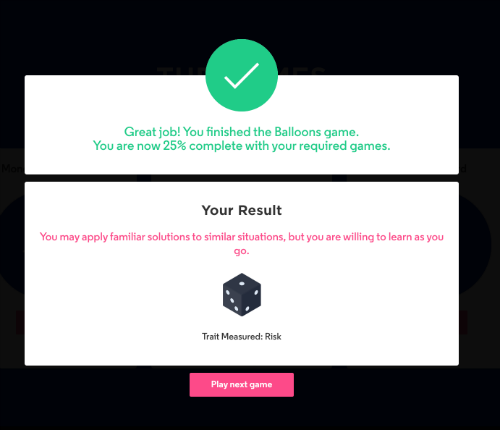 Great job! You finished the Balloons game.
You are now 25% complete with your required games.
Your Result
You may apply familiar solutions to similar situations, but you are willing to learn as you
go.
Trait Measured: Risk
Play next game